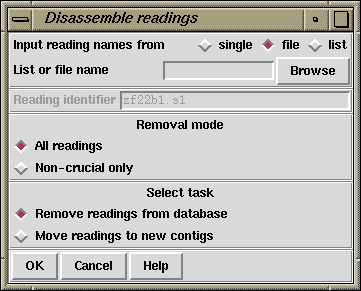 Disassemble readings
Input reading names from single file list
List or file name Browse
Reading identifier zf22b1.s1
Removal mode
All readings
Non-crucial only
Select task
Remove readings from database
Move readings to new contigs
OK Cancel Help